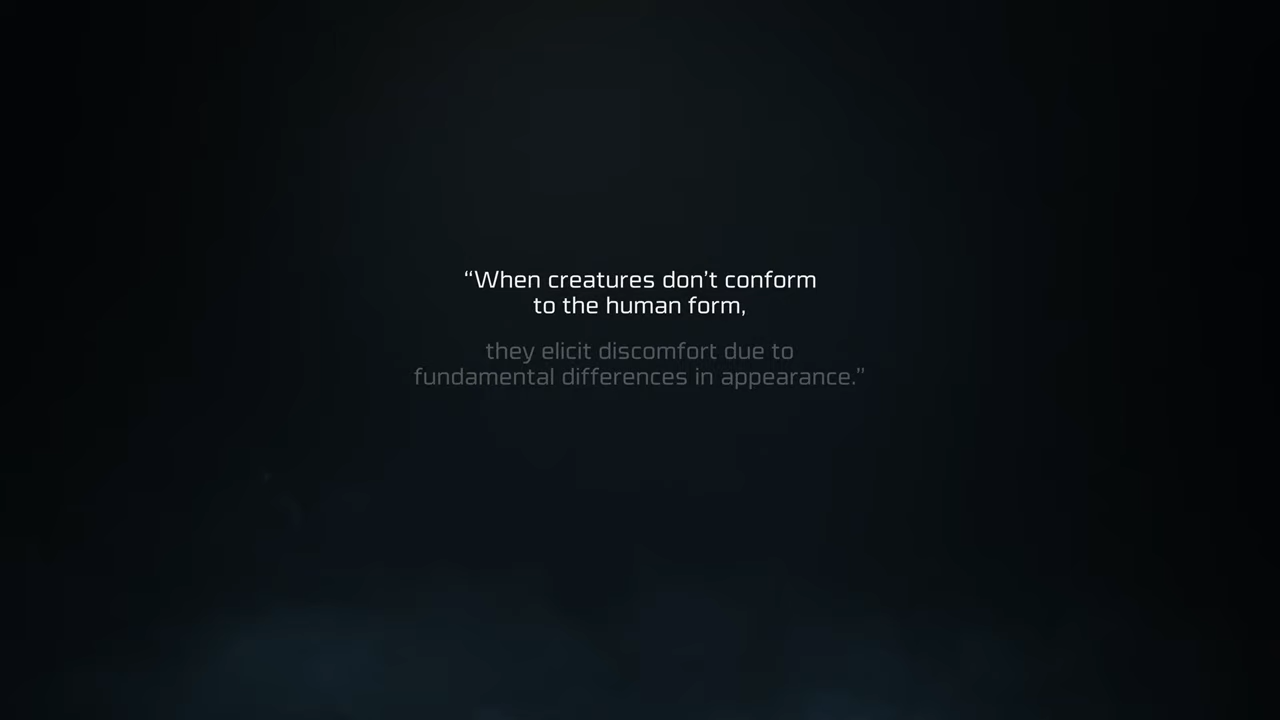 “When creatures don’t conform
to the human form,
they elicit discomfort due to
fundamental differences in appearance.”